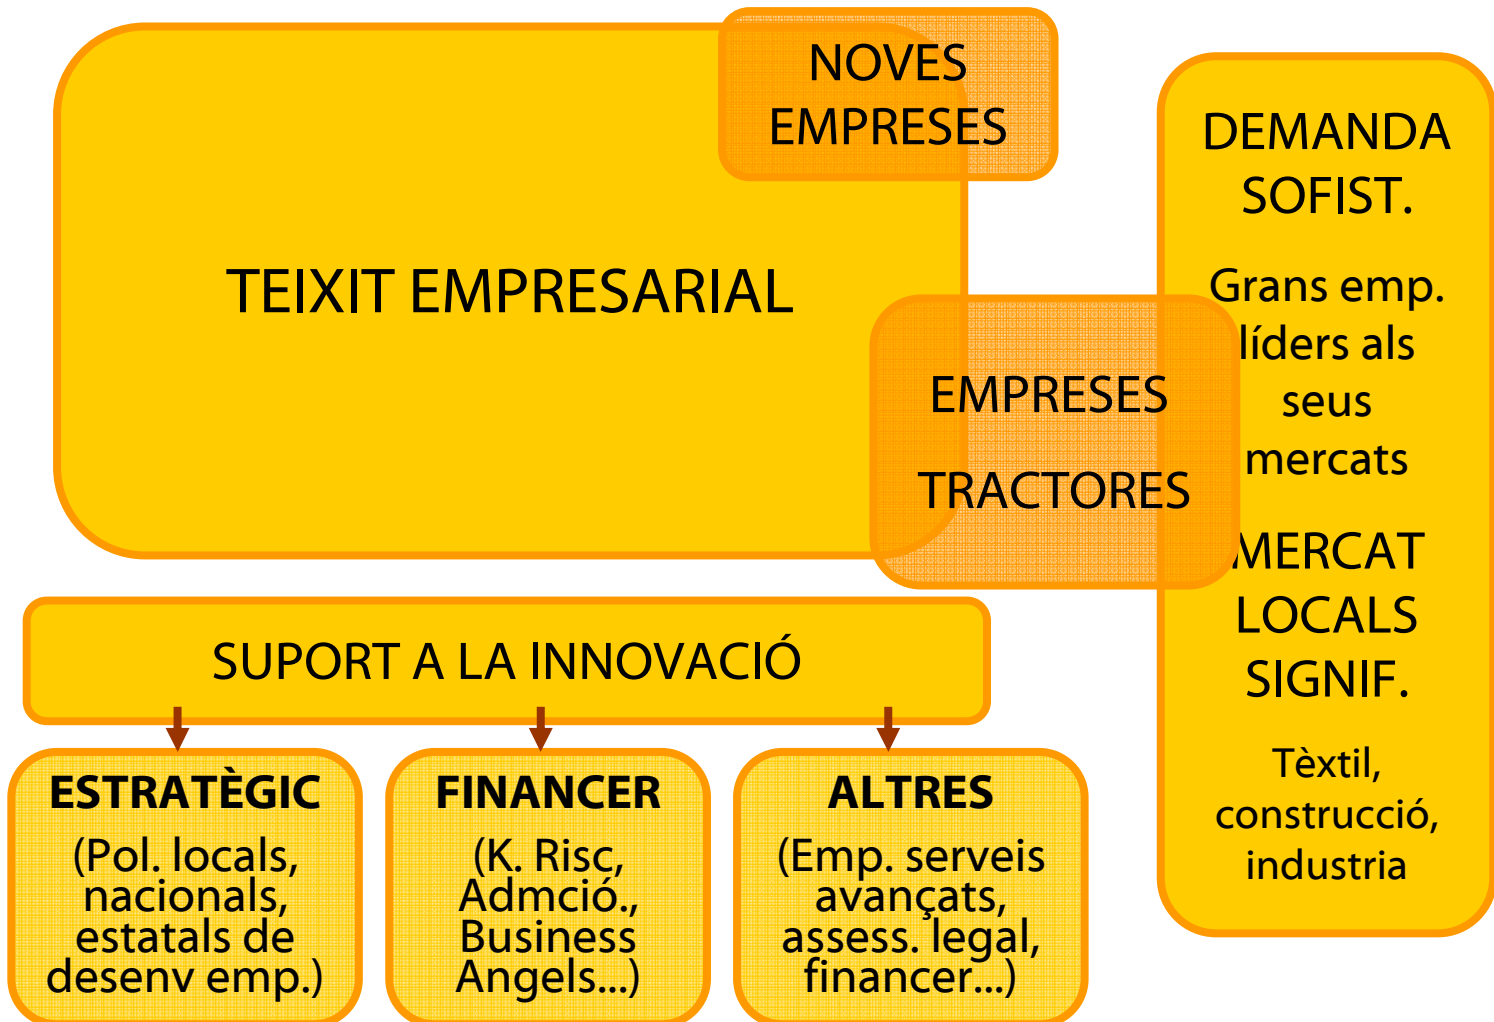 NOVES
EMPRESES
TEIXIT EMPRESARIAL
EMPRESES
TRACTORES
DEMANDA
SOFIST.
Grans emp.
líders als
seus
mercats
MERCAT
LOCALS
SIGNIF.
Tèxtil,
construcció,
industria
SUPORT A LA INNOVACIÓ
ESTRATÈGIC
(Pol. locals,
nacionals,
estatals de
desenv emp.)
FINANCER
(K. Risc,
Admció.,
Business
Angels...)
ALTRES
(Emp. serveis
avançats,
assess. legal,
financer...)